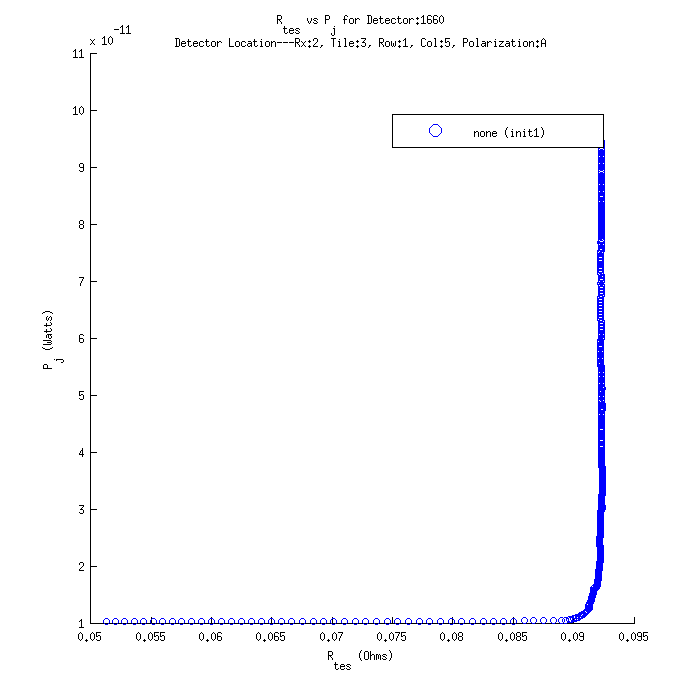 R_tes vs P_j for Detector:1660
Detector Location---Rx:2, Tile:3, Row:1, Col:5, Polarization:A
x 10^-11
11
10
9
8
7
6
5
4
3
2
1
none (init1)
P_j (Watts)
0.05 0.055 0.06 0.065 0.07 0.075 0.08 0.085 0.09 0.095
R_tes (Ohms)